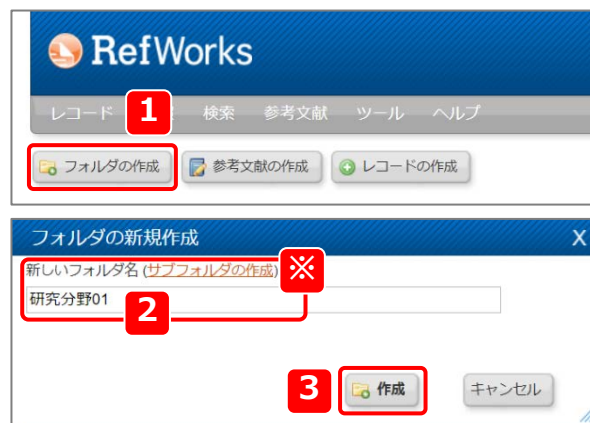 RefWorks
レコード 1 検索 参考文献 ツール ヘルプ
フォルダの作成 参考文献の作成 レコードの作成
フォルダの新規作成 X
新しいフォルダ名 (サブフォルダの作成) ※
研究分野01
2
3 作成 キャンセル